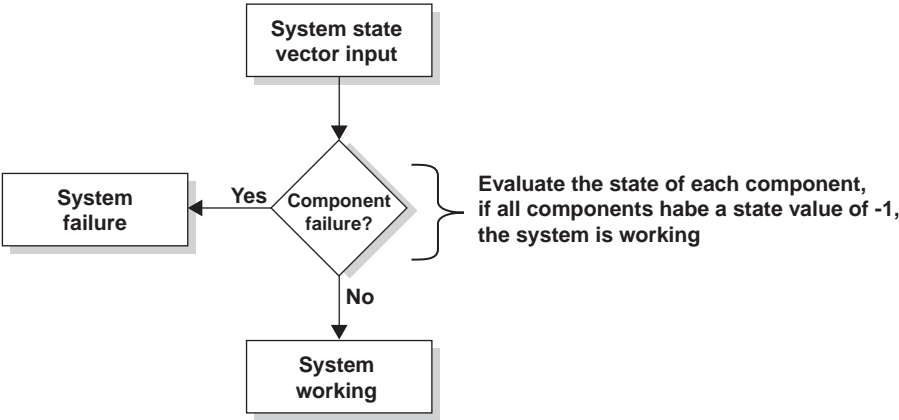 System state
vector input
Yes
System
failure
Component
failure?
Evaluate the state of each component,
if all components habe a state value of -1,
the system is working
No
System
working